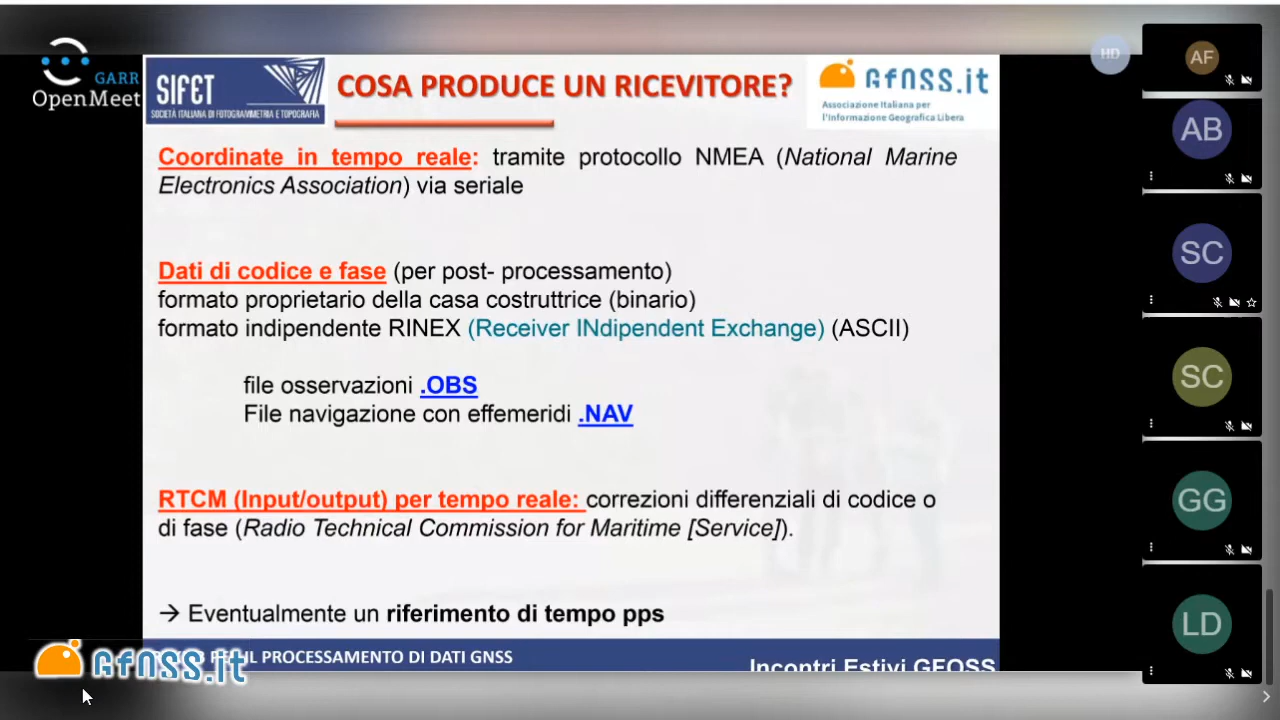 GARR
OpenMeet
SIFET
SOCIETÀ ITALIANA DI FOTOGRAMMETRIA E TOPOGRAFIA
COSA PRODUCE UN RICEVITORE?
GFOSS.it
Associazione Italiana per
l'Informazione Geografica Libera
HD
AF
Coordinate in tempo reale: tramite protocollo NMEA (National Marine
Electronics Association) via seriale
AB
Dati di codice e fase (per post- processamento)
formato proprietario della casa costruttrice (binario)
formato indipendente RINEX (Receiver INdipendent Exchange) (ASCII)
SC
file osservazioni .OBS
File navigazione con effemeridi .NAV
SC
RTCM (Input/output) per tempo reale: correzioni differenziali di codice o
di fase (Radio Technical Commission for Maritime [Service]).
GG
→ Eventualmente un riferimento di tempo pps
LD
GFOSS.it
IL PROCESSAMENTO DI DATI GNSS
Incontri Estivi GFOSS